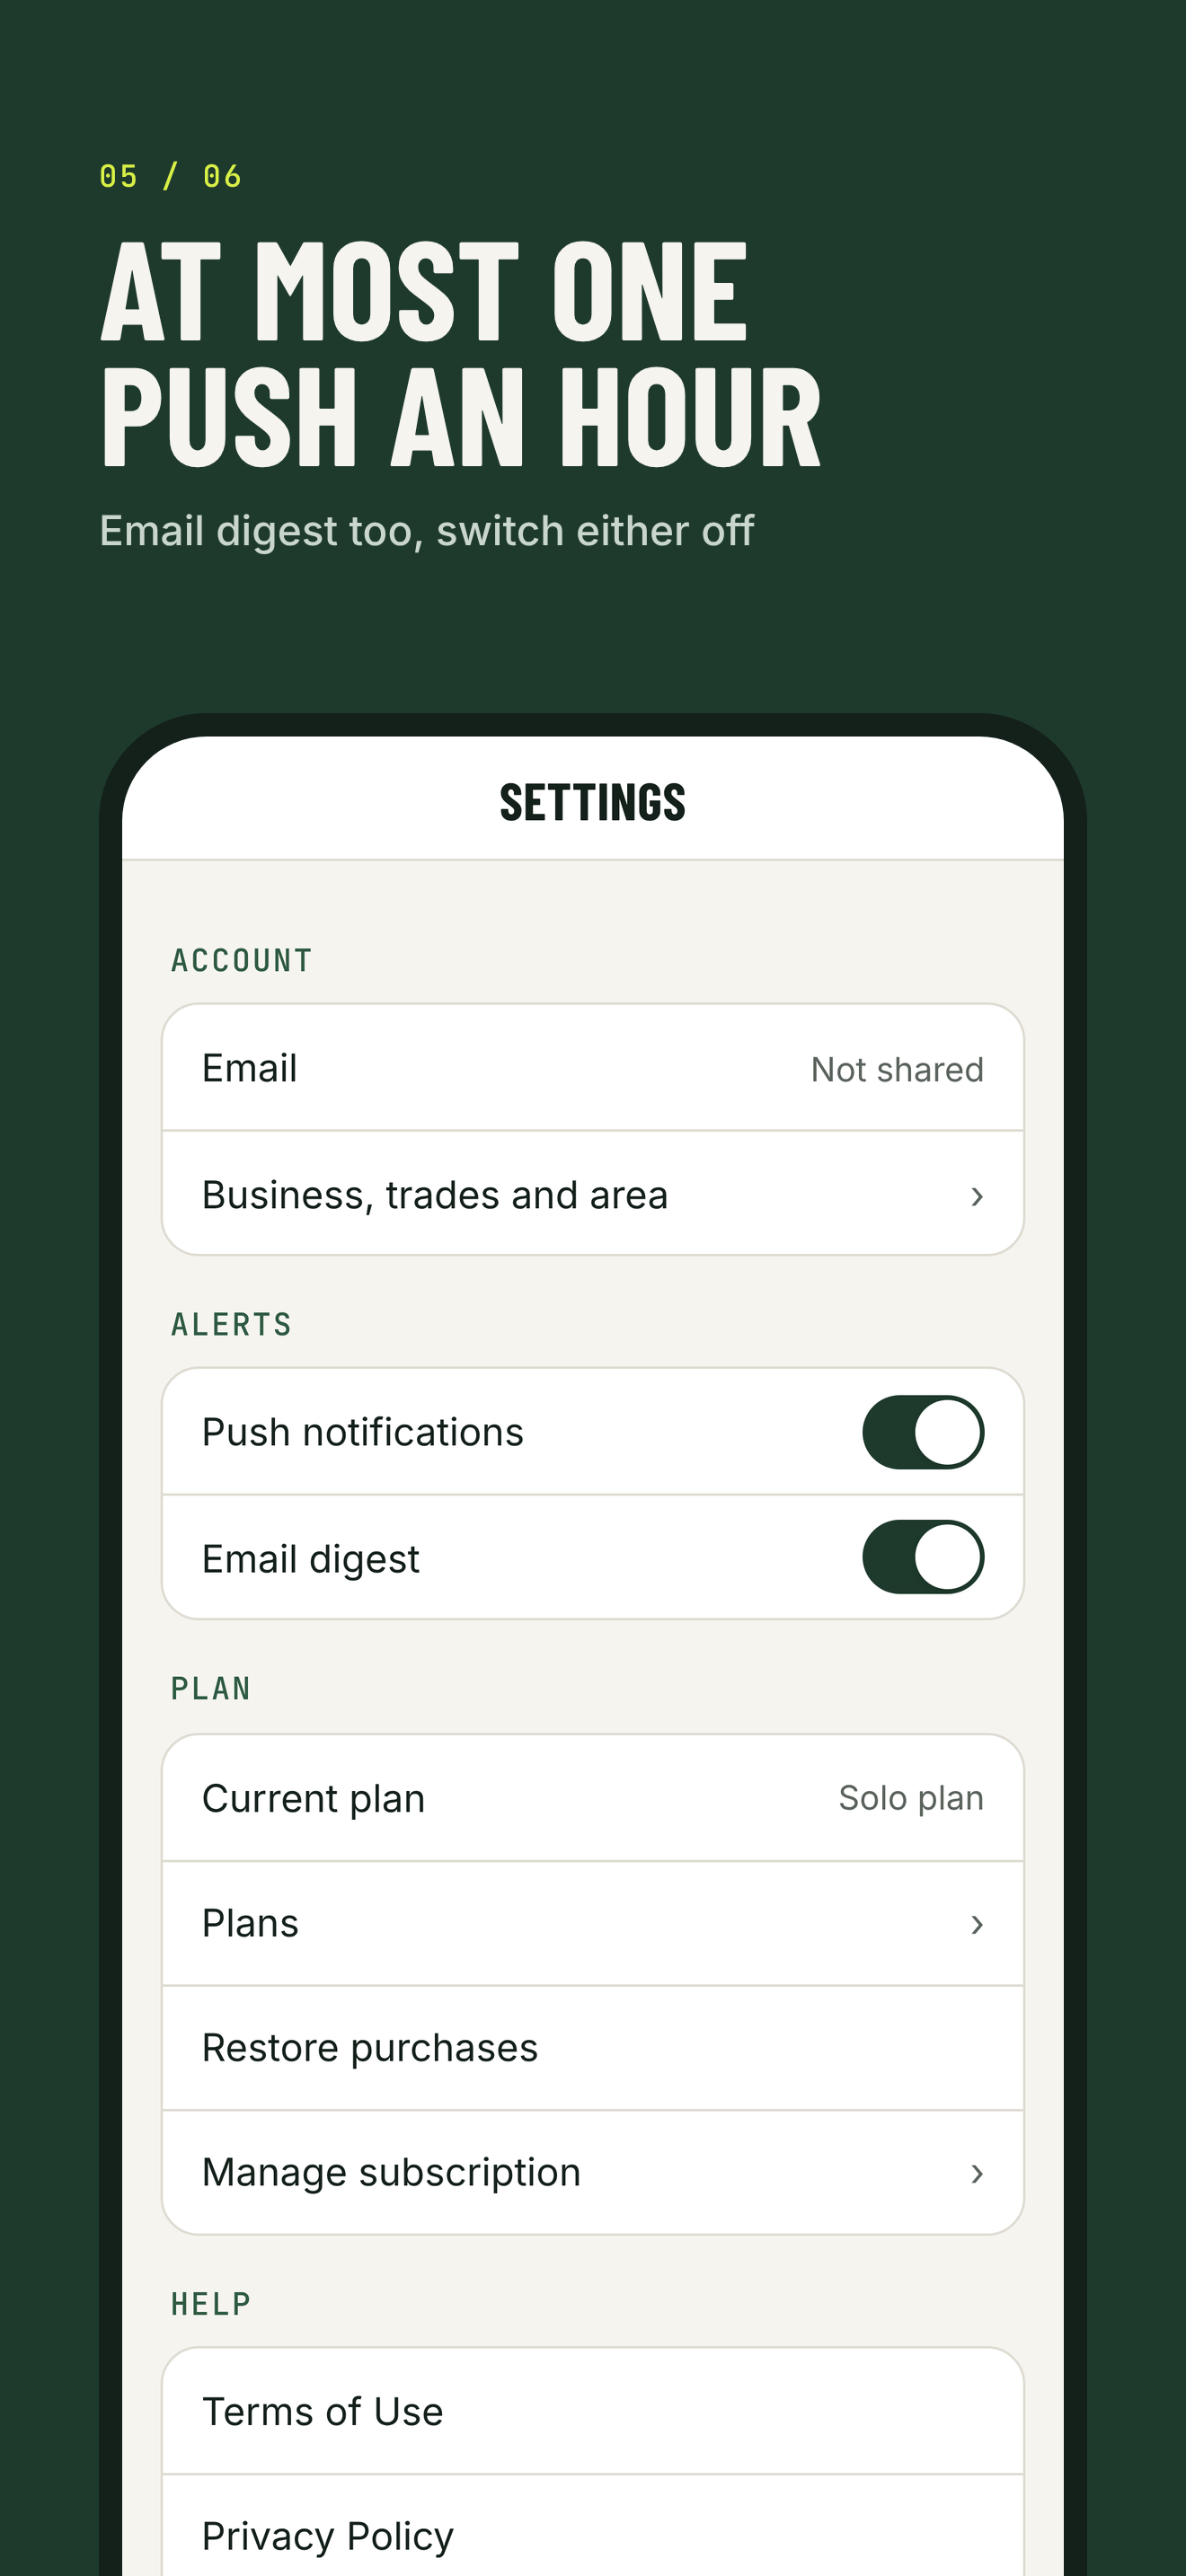 05 / 06
AT MOST ONE
PUSH AN HOUR
Email digest too, switch either off
SETTINGS
ACCOUNT
Email Not shared
Business, trades and area ›
ALERTS
Push notifications
Email digest
PLAN
Current plan Solo plan
Plans ›
Restore purchases
Manage subscription ›
HELP
Terms of Use
Privacy Policy